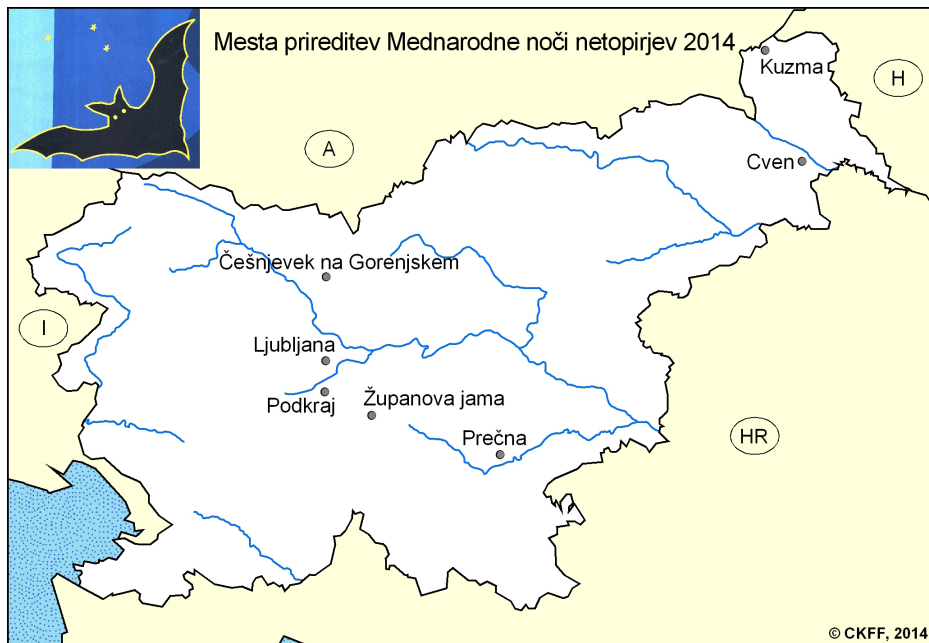 Mesta prireditev Mednarodne noči netopirjev 2014
Kuzma
H
A
Cven
Češnjevek na Gorenjskem
I
Ljubljana
Podkraj
Županova jama
Prečna
HR
© CKFF, 2014